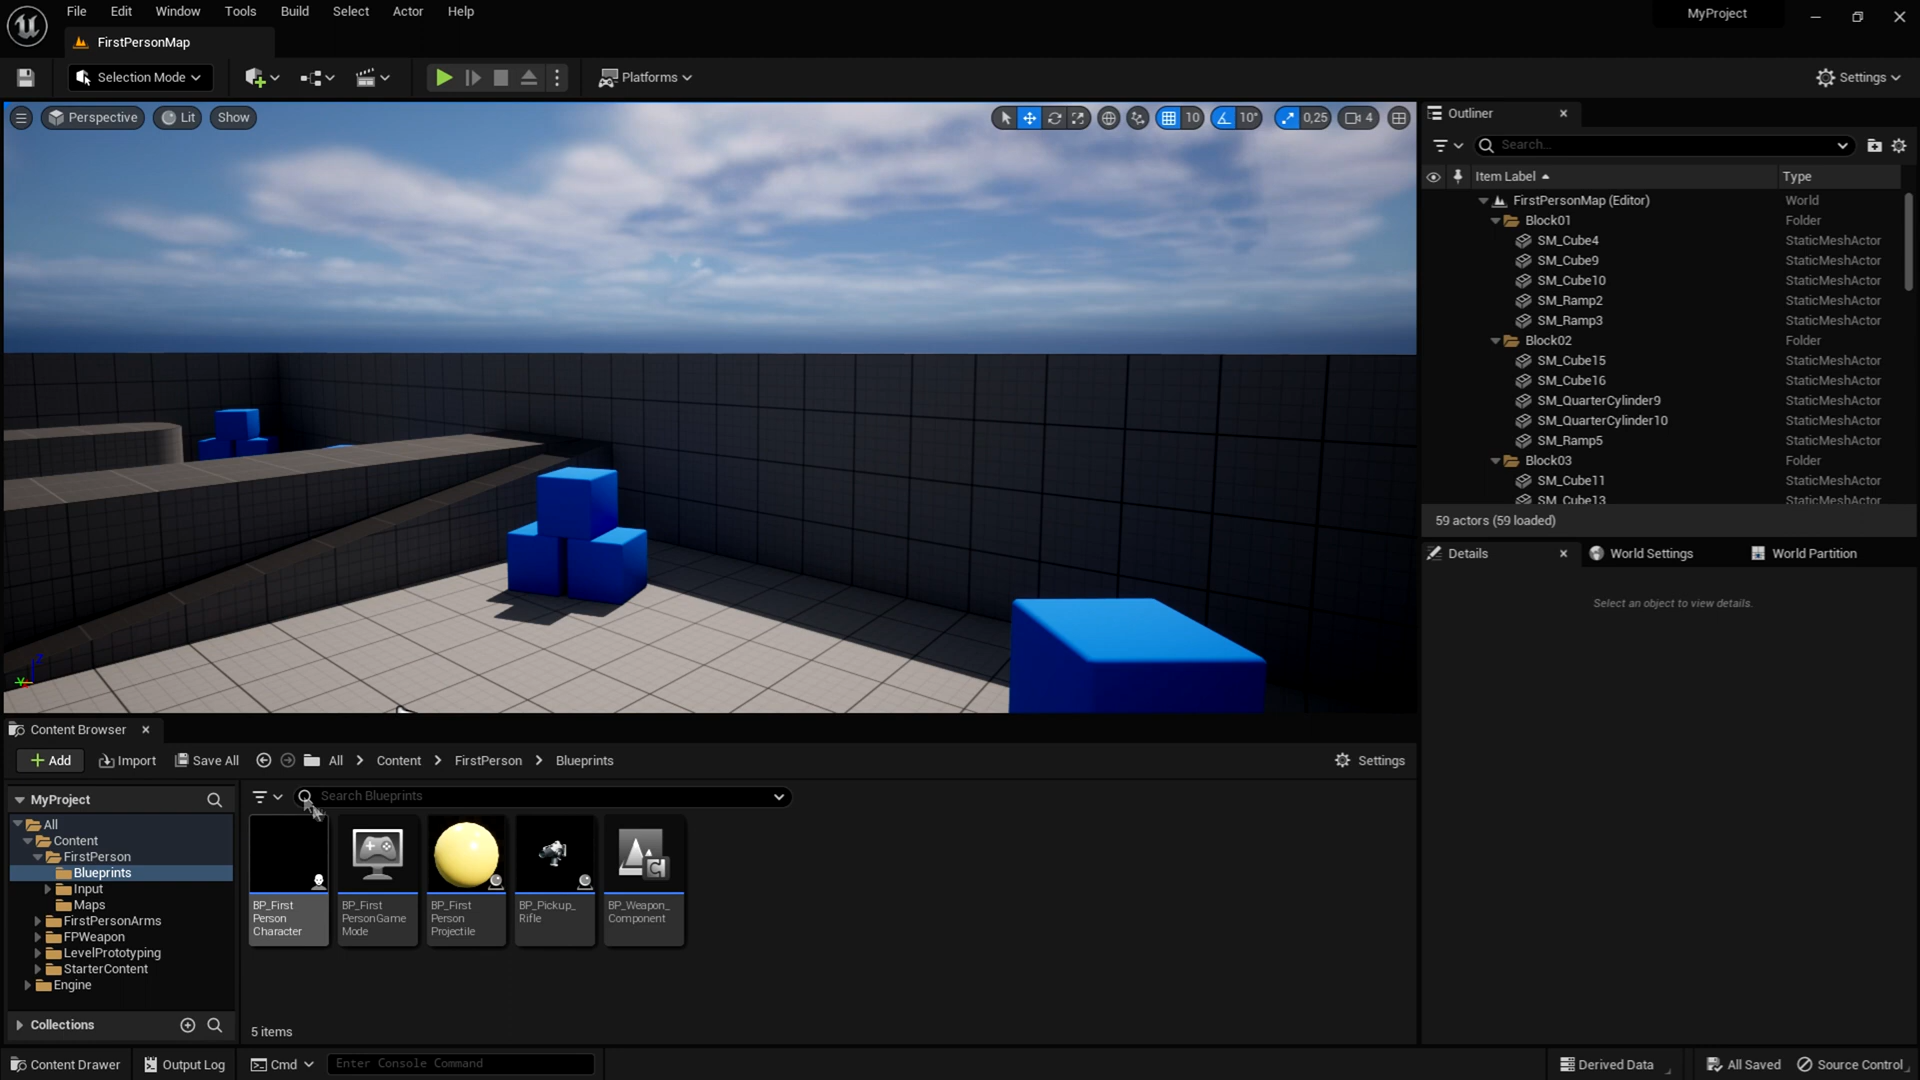 File Edit Window Tools Build Select Actor Help
MyProject
FirstPersonMap
Selection Mode
Platforms
Settings
Perspective
Lit
Show
10
10°
0,25
4
Outliner
Search...
Item Label
Type
FirstPersonMap (Editor) World
Block01 Folder
SM_Cube4 StaticMeshActor
SM_Cube9 StaticMeshActor
SM_Cube10 StaticMeshActor
SM_Ramp2 StaticMeshActor
SM_Ramp3 StaticMeshActor
Block02 Folder
SM_Cube15 StaticMeshActor
SM_Cube16 StaticMeshActor
SM_QuarterCylinder9 StaticMeshActor
SM_QuarterCylinder10 StaticMeshActor
SM_Ramp5 StaticMeshActor
Block03 Folder
SM_Cube11 StaticMeshActor
SM_Cube13 StaticMeshActor
59 actors (59 loaded)
Details
World Settings
World Partition
Select an object to view details.
Content Browser
Add
Import
Save All
All
Content
FirstPerson
Blueprints
Settings
MyProject
All
Content
FirstPerson
Blueprints
Input
Maps
FirstPersonArms
FPWeapon
LevelPrototyping
StarterContent
Engine
Collections
Search Blueprints
BP_First
Person
Character
BP_First
PersonGame
Mode
BP_First
Person
Projectile
BP_Pickup_
Rifle
BP_Weapon_
Component
5 items
Content Drawer
Output Log
Cmd
Enter Console Command
Derived Data
All Saved
Source Control